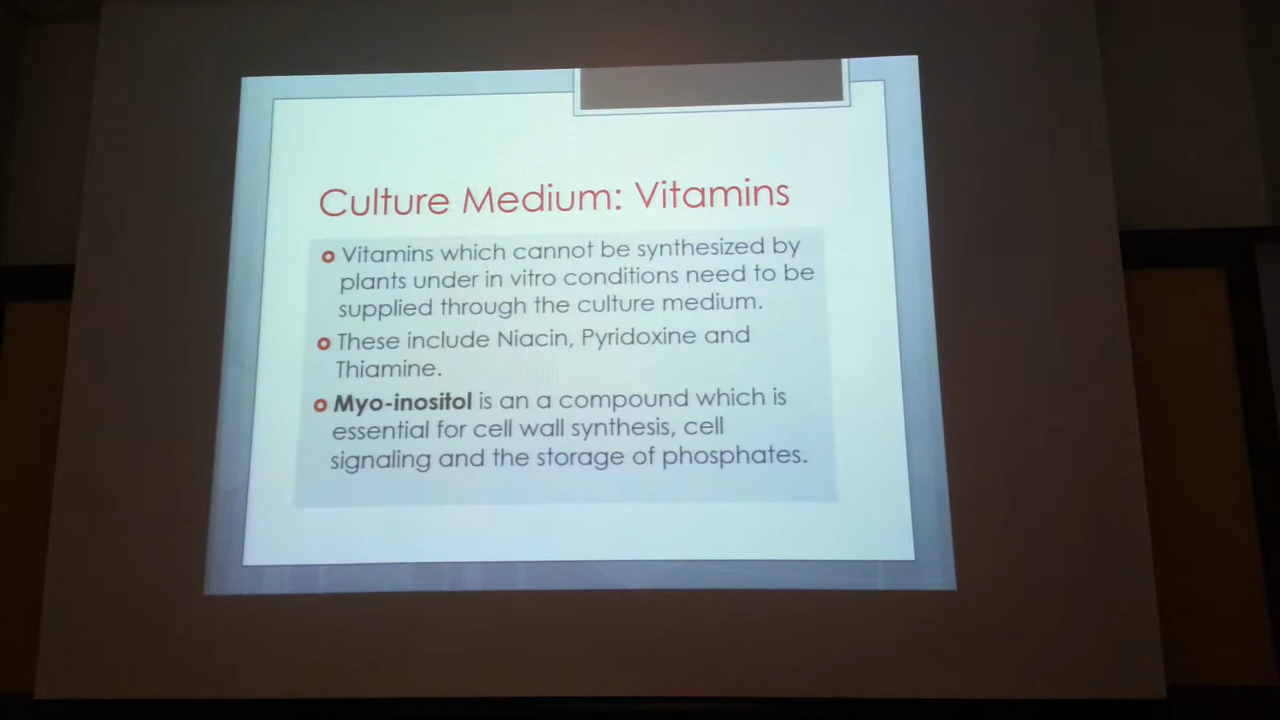 Culture Medium: Vitamins
Vitamins which cannot be synthesized by
plants under in vitro conditions need to be
supplied through the culture medium.
These include Niacin, Pyridoxine and
Thiamine.
Myo-inositol is an a compound which is
essential for cell wall synthesis, cell
signaling and the storage of phosphates.